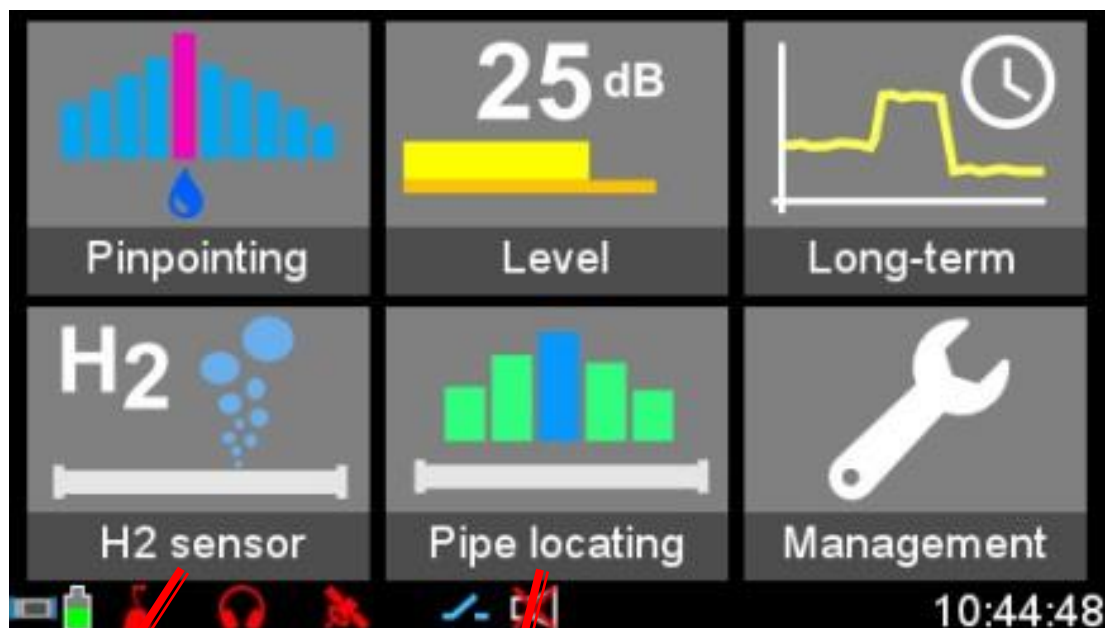 25 dB
Pinpointing
Level
Long-term
H2
H2 sensor
Pipe locating
Management
10:44:48